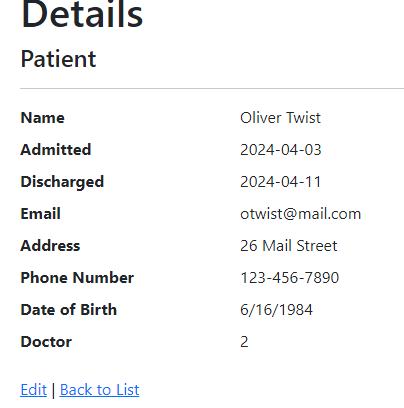 Details
Patient
Name Oliver Twist
Admitted 2024-04-03
Discharged 2024-04-11
Email otwist@mail.com
Address 26 Mail Street
Phone Number 123-456-7890
Date of Birth 6/16/1984
Doctor 2
Edit | Back to List